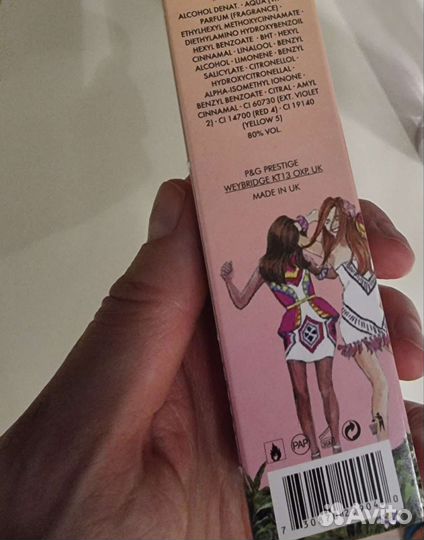 ALCOHOL DENAT. · AQUA
PARFUM (FRAGRANCE) ·
ETHYLHEXYL METHOXYCINNAMATE ·
DIETHYLAMINO HYDROXYBENZOIL
HEXYL BENZOATE · BHT · HEXYL
CINNAMAL · LINALOOL · BENZYL
ALCOHOL · LIMONENE · BENZYL
SALICYLATE · CITRONELLOL ·
HYDROXYCITRONELLAL ·
ALPHA-ISOMETHYL IONONE ·
BENZYL BENZOATE · CITRAL · AMYL
CINNAMAL · CI 60730 (EXT. VIOLET
2) · CI 14700 (RED 4) · CI 19140
(YELLOW 5)
80% VOL
P&G PRESTIGE
WEYBRIDGE KT13 0XP, UK
MADE IN UK
PAP
Avito